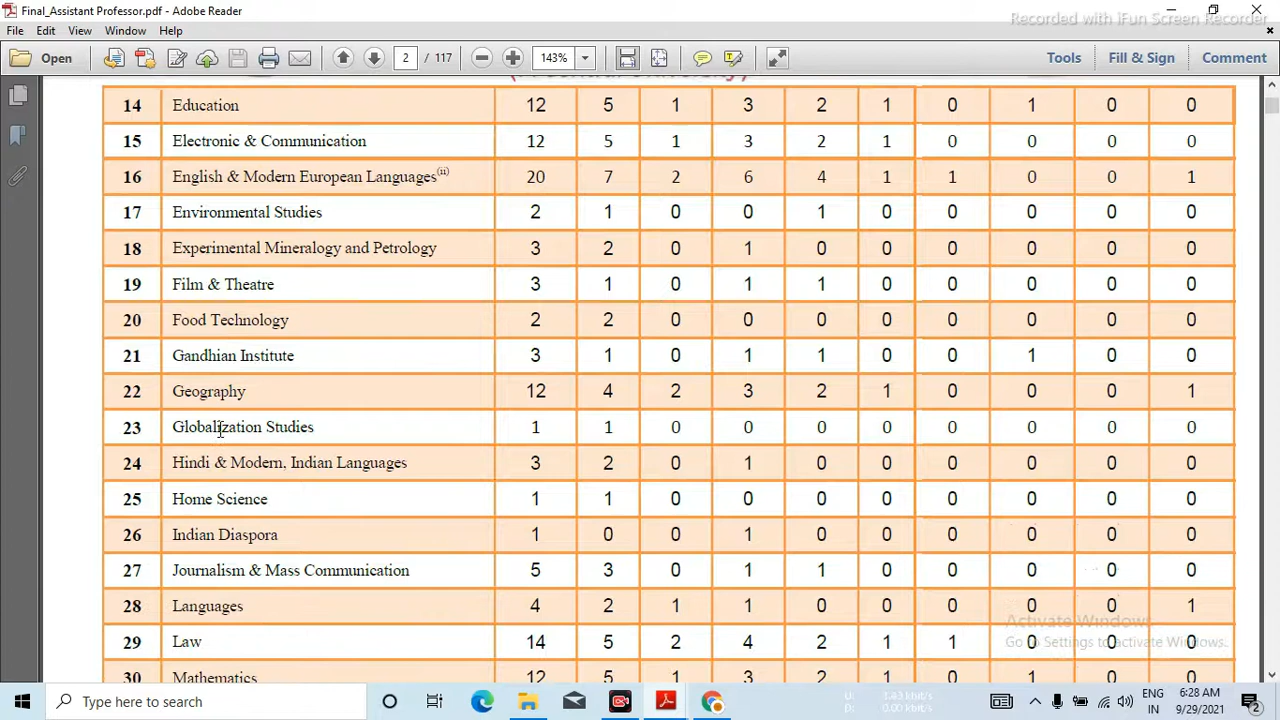 Final_Assistant Professor.pdf - Adobe Reader
Recorded with iFun Screen Recorder
File Edit View Window Help
Open 2 / 117 143% Tools Fill & Sign Comment
14 Education 12 5 1 3 2 1 0 1 0 0
15 Electronic & Communication 12 5 1 3 2 1 0 0 0 0
16 English & Modern European Languages(ii) 20 7 2 6 4 1 1 0 0 1
17 Environmental Studies 2 1 0 0 1 0 0 0 0 0
18 Experimental Mineralogy and Petrology 3 2 0 1 0 0 0 0 0 0
19 Film & Theatre 3 1 0 1 1 0 0 0 0 0
20 Food Technology 2 2 0 0 0 0 0 0 0 0
21 Gandhian Institute 3 1 0 1 1 0 0 1 0 0
22 Geography 12 4 2 3 2 1 0 0 0 1
23 Globalization Studies 1 1 0 0 0 0 0 0 0 0
24 Hindi & Modern, Indian Languages 3 2 0 1 0 0 0 0 0 0
25 Home Science 1 1 0 0 0 0 0 0 0 0
26 Indian Diaspora 1 0 0 1 0 0 0 0 0 0
27 Journalism & Mass Communication 5 3 0 1 1 0 0 0 0 0
28 Languages 4 2 1 1 0 0 0 0 0 1
29 Law 14 5 2 4 2 1 1 0 0 0
30 Mathematics 12 5 1 3 2 1 0 1 0 0
Activate Windows
Go to Settings to activate Windows.
Type here to search
U: 1.43 kbit/s
D: 0.00 kbit/s
ENG 6:28 AM
IN 9/29/2021 2